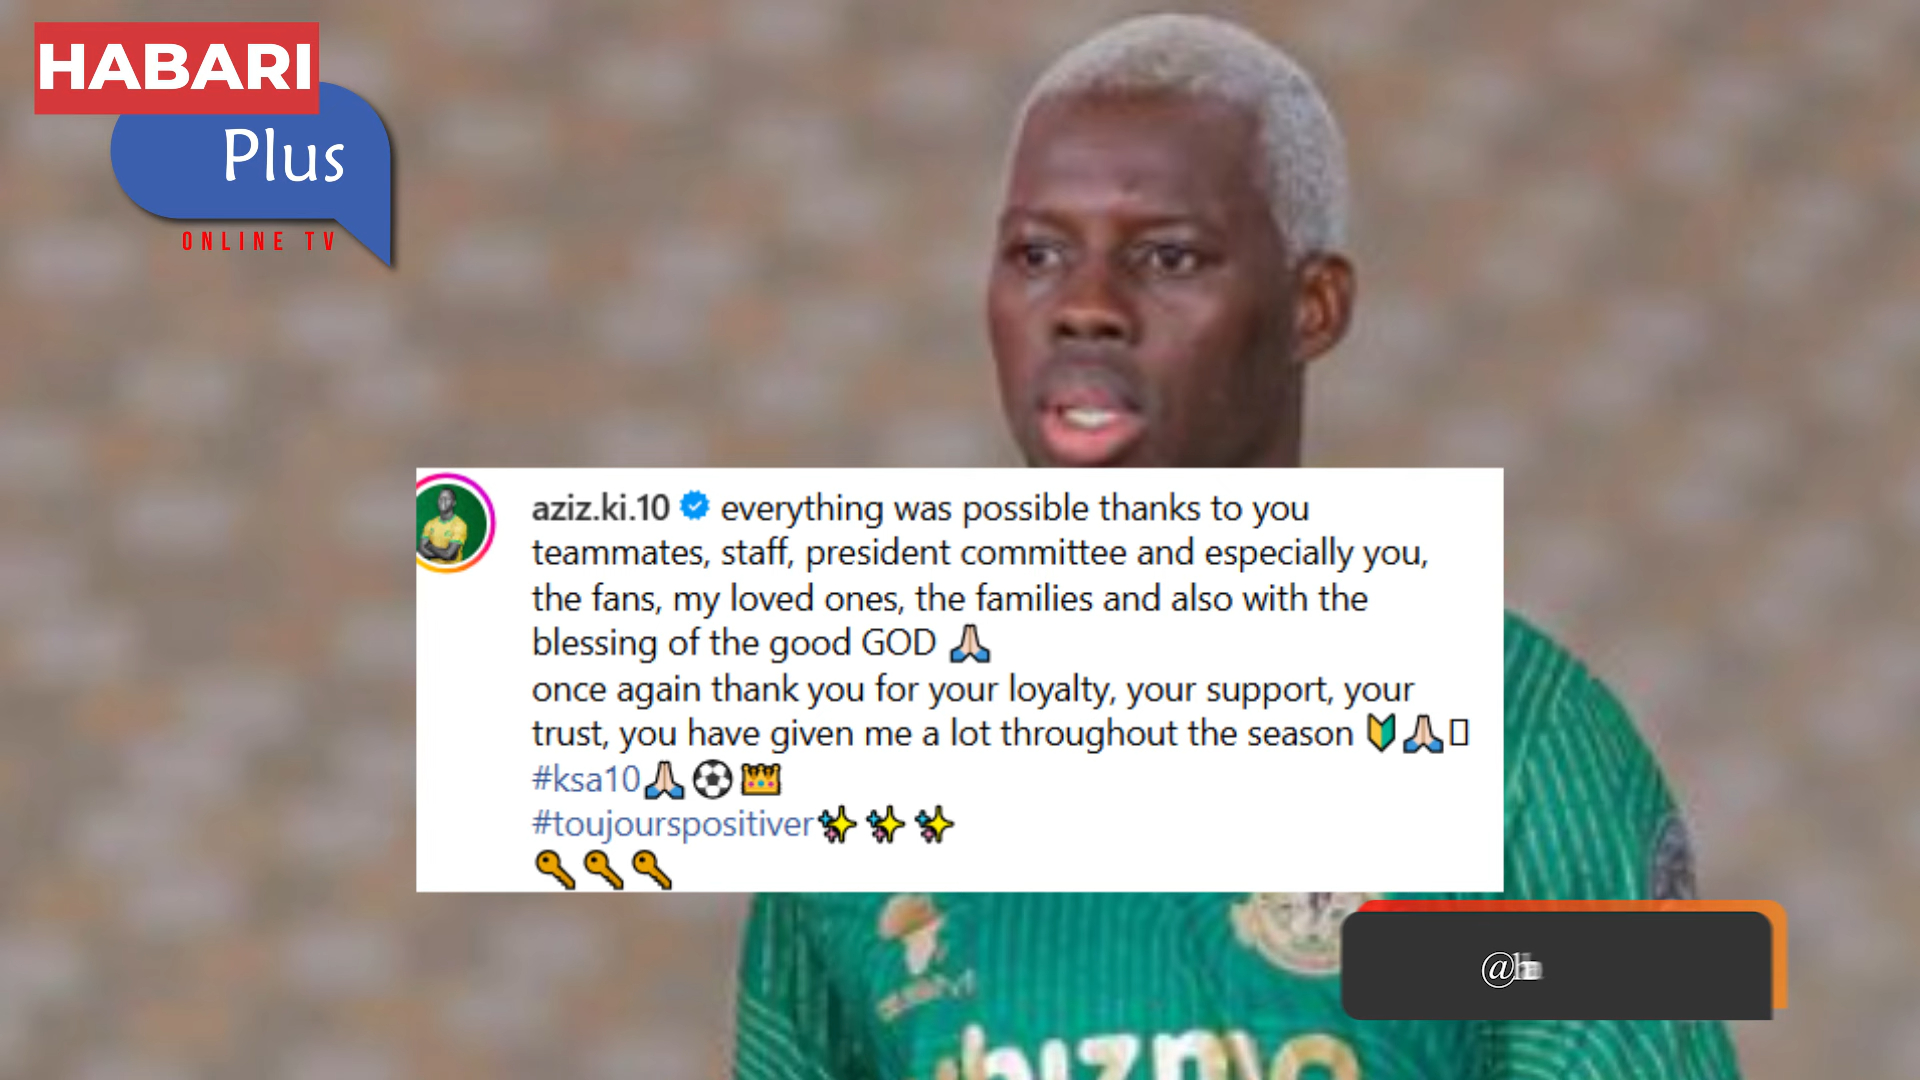 HABARI
Plus
ONLINE TV
aziz.ki.10 everything was possible thanks to you
teammates, staff, president committee and especially you,
the fans, my loved ones, the families and also with the
blessing of the good GOD 🙏🏻
once again thank you for your loyalty, your support, your
trust, you have given me a lot throughout the season 🔰🙏🏻
#ksa10🙏🏻⚽👑
#toujourspositiver✨✨✨
🔑🔑🔑